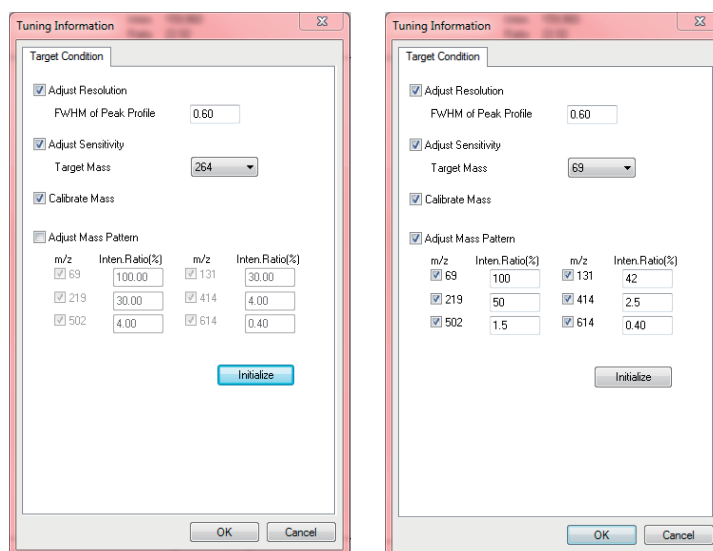 Tuning Information
Target Condition
Adjust Resolution
FWHM of Peak Profile 0.60
Adjust Sensitivity
Target Mass 264
Calibrate Mass
Adjust Mass Pattern
m/z Inten.Ratio(%) m/z Inten.Ratio(%)
69 100.00 131 30.00
219 30.00 414 4.00
502 4.00 614 0.40
Initialize
OK Cancel
Tuning Information
Target Condition
Adjust Resolution
FWHM of Peak Profile 0.60
Adjust Sensitivity
Target Mass 69
Calibrate Mass
Adjust Mass Pattern
m/z Inten.Ratio(%) m/z Inten.Ratio(%)
69 100 131 42
219 50 414 2.5
502 1.5 614 0.40
Initialize
OK Cancel